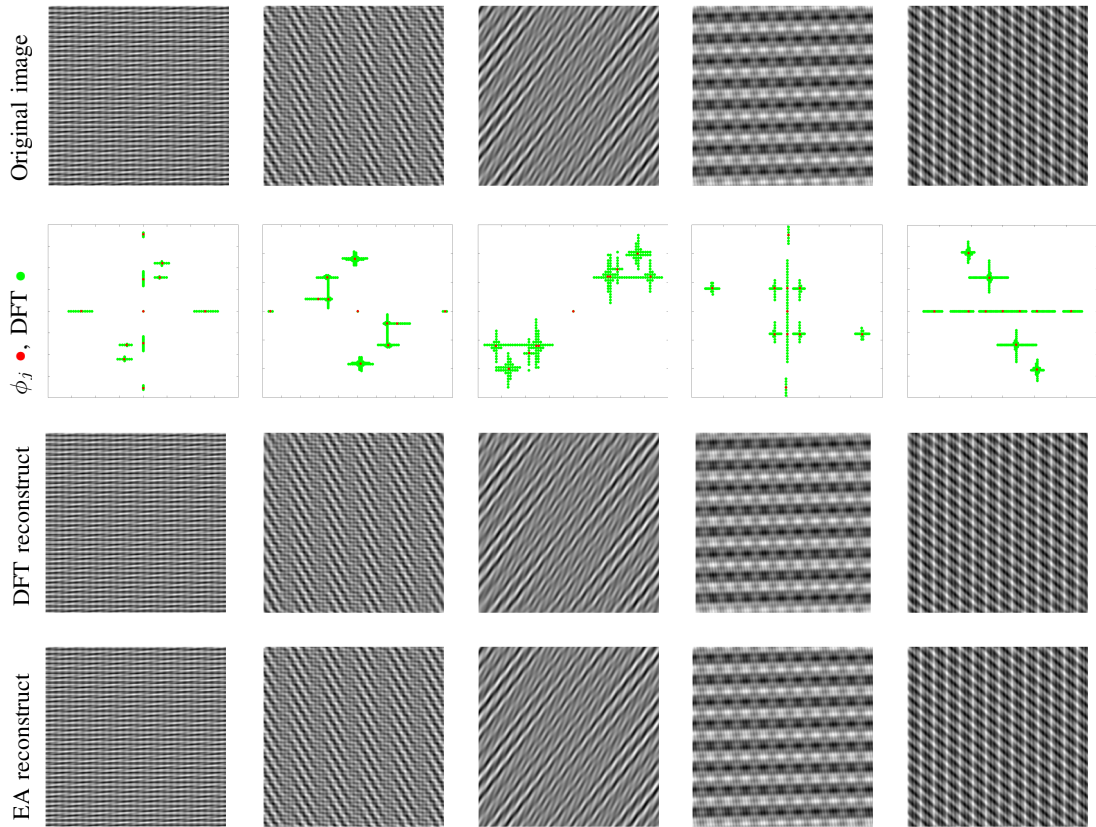 Original image
ϕj ●, DFT ●
DFT reconstruct
EA reconstruct